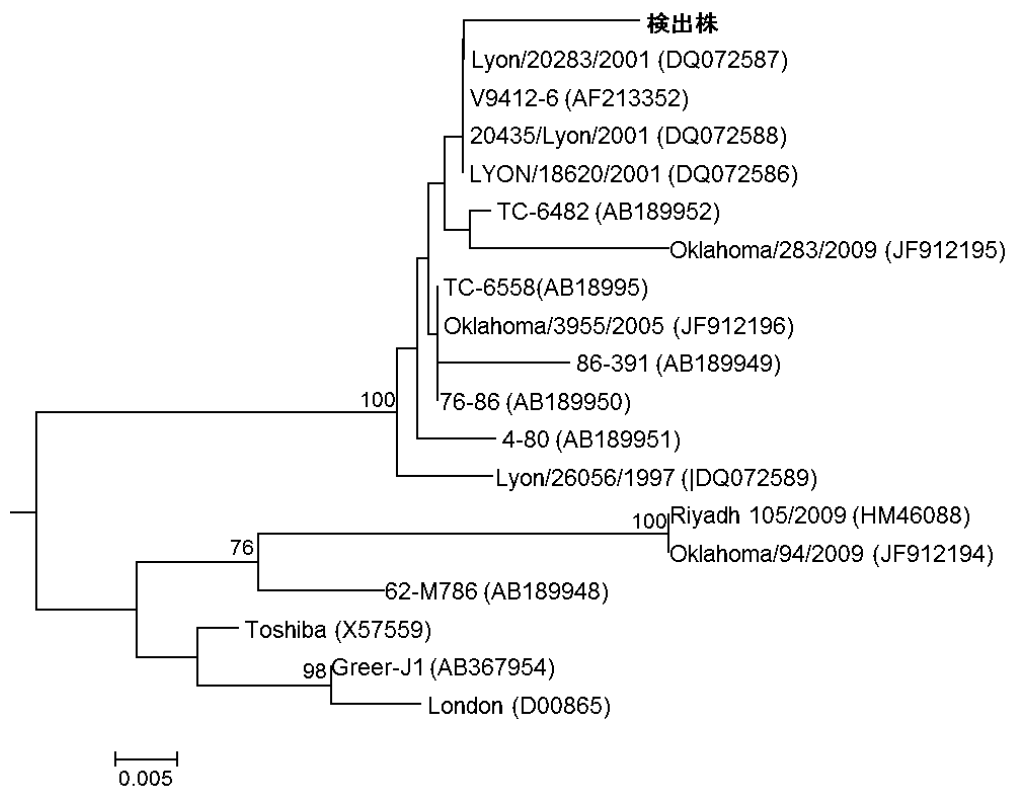 検出株
Lyon/20283/2001 (DQ072587)
V9412-6 (AF213352)
20435/Lyon/2001 (DQ072588)
LYON/18620/2001 (DQ072586)
TC-6482 (AB189952)
Oklahoma/283/2009 (JF912195)
TC-6558(AB18995)
Oklahoma/3955/2005 (JF912196)
86-391 (AB189949)
100
76-86 (AB189950)
4-80 (AB189951)
Lyon/26056/1997 (|DQ072589)
100
Riyadh 105/2009 (HM46088)
76
Oklahoma/94/2009 (JF912194)
62-M786 (AB189948)
Toshiba (X57559)
98
Greer-J1 (AB367954)
London (D00865)
0.005